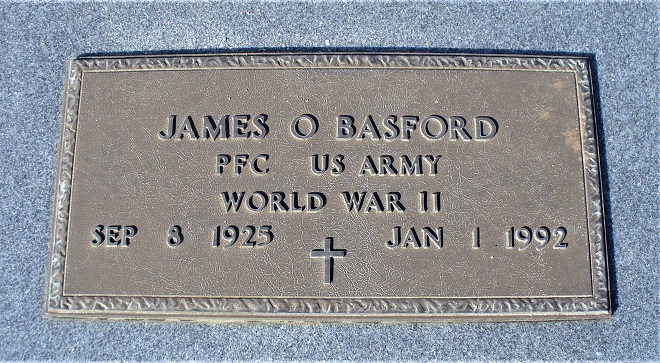 JAMES O BASFORD
PFC US ARMY
WORLD WAR II
SEP 8 1925 JAN 1 1992